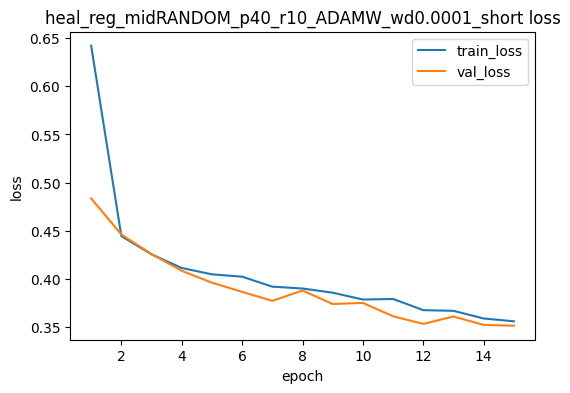 heal_reg_midRANDOM_p40_r10_ADAMW_wd0.0001_short loss
train_loss
val_loss
0.65
0.60
0.55
0.50
0.45
0.40
0.35
loss
2 4 6 8 10 12 14
epoch